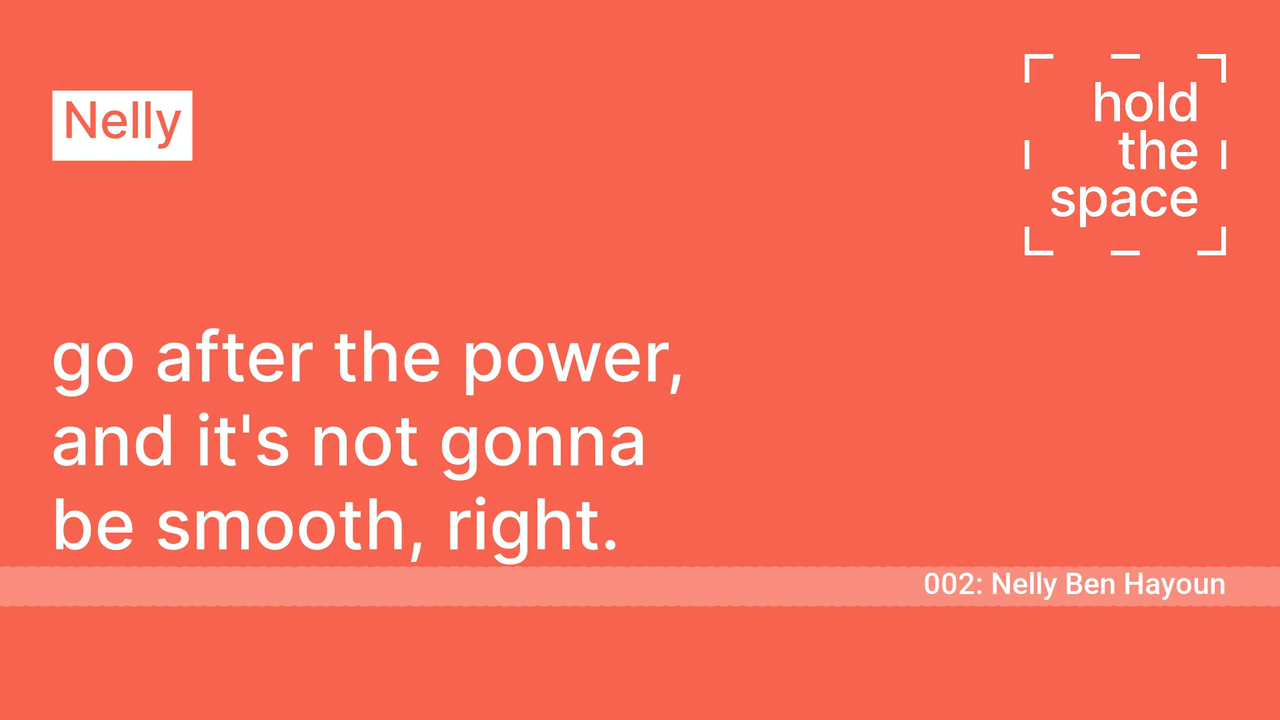 Nelly
hold
the
space
go after the power,
and it's not gonna
be smooth, right.
002: Nelly Ben Hayoun